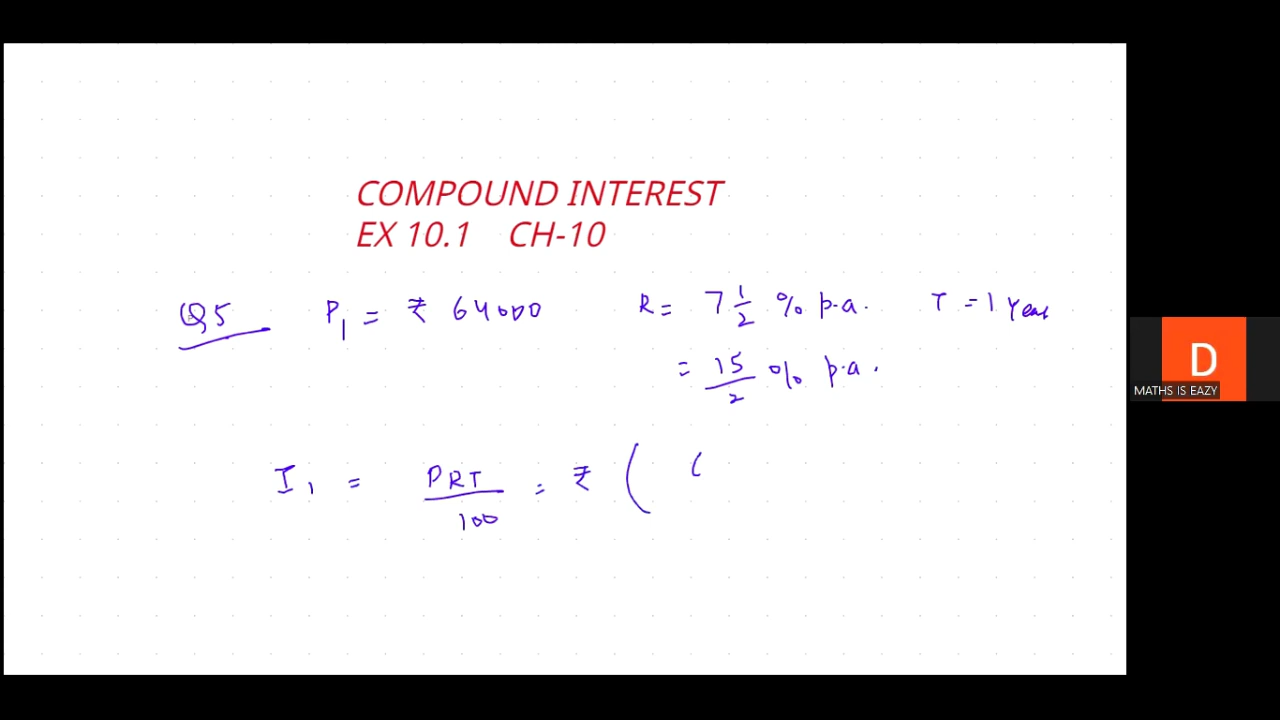 COMPOUND INTEREST
EX 10.1 CH-10
Q5 P₁ = ₹ 64000 R = 7 1/2 % p.a. T = 1 Year
= 15/2 % p.a.
I₁ = PRT/100 = ₹ (
D
MATHS IS EAZY